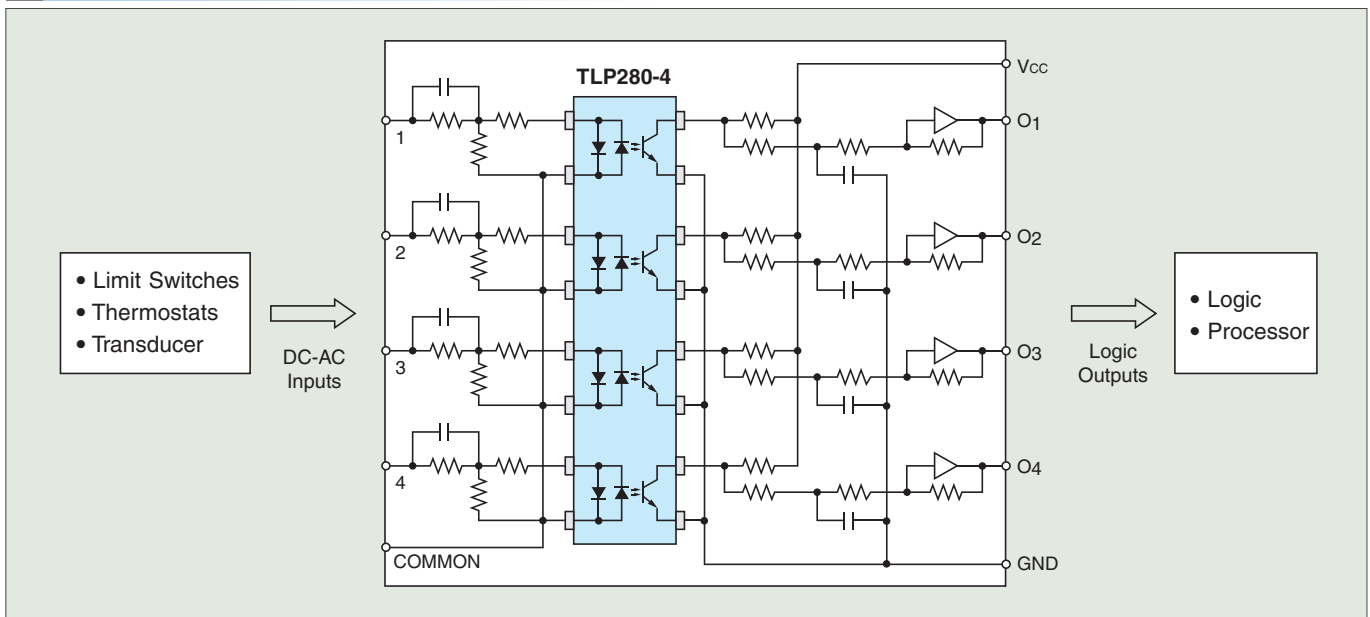 TLP280-4
VCC
1
O1
2
O2
• Limit Switches
• Thermostats
• Transducer
DC-AC
Inputs
3
O3
Logic
Outputs
• Logic
• Processor
4
O4
COMMON
GND